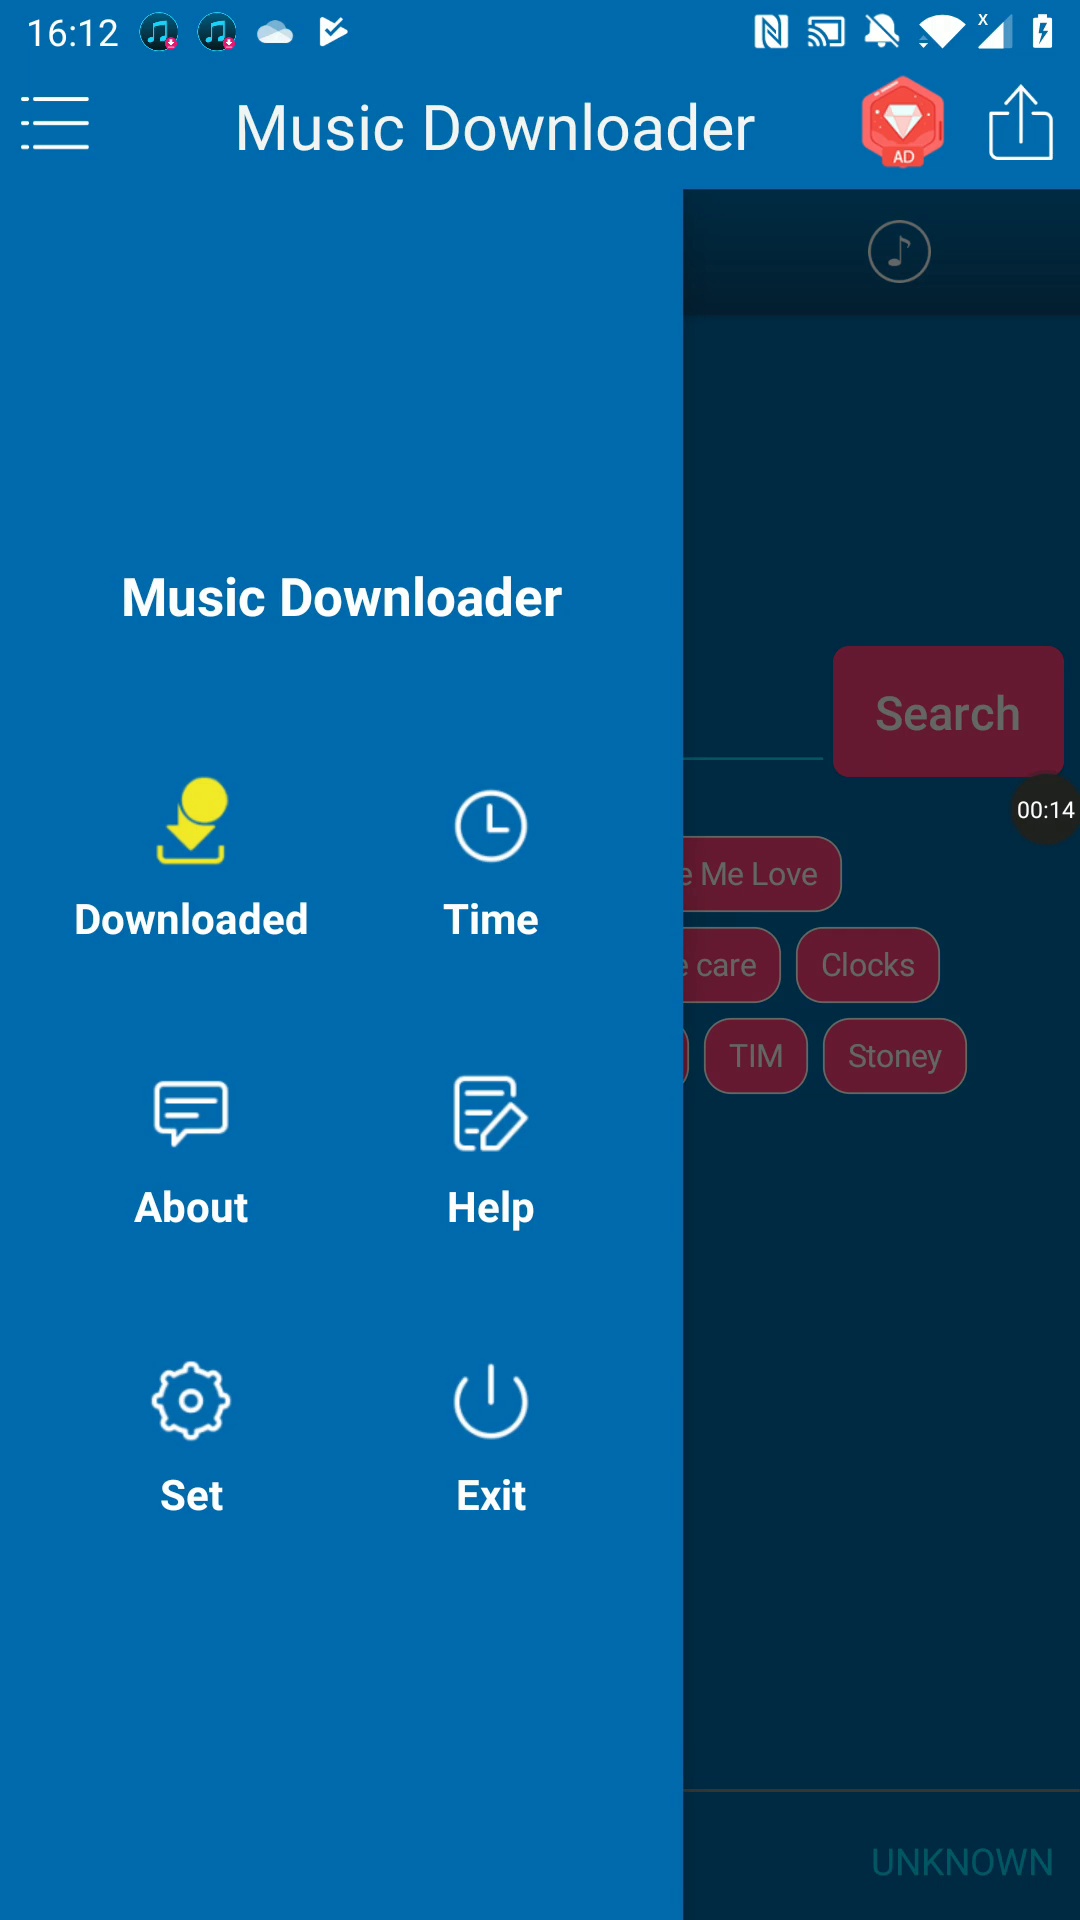 16:12
x
Music Downloader
AD
Music Downloader
Search
00:14
Downloaded
Time
e Me Love
care
Clocks
TIM
Stoney
About
Help
Set
Exit
UNKNOWN